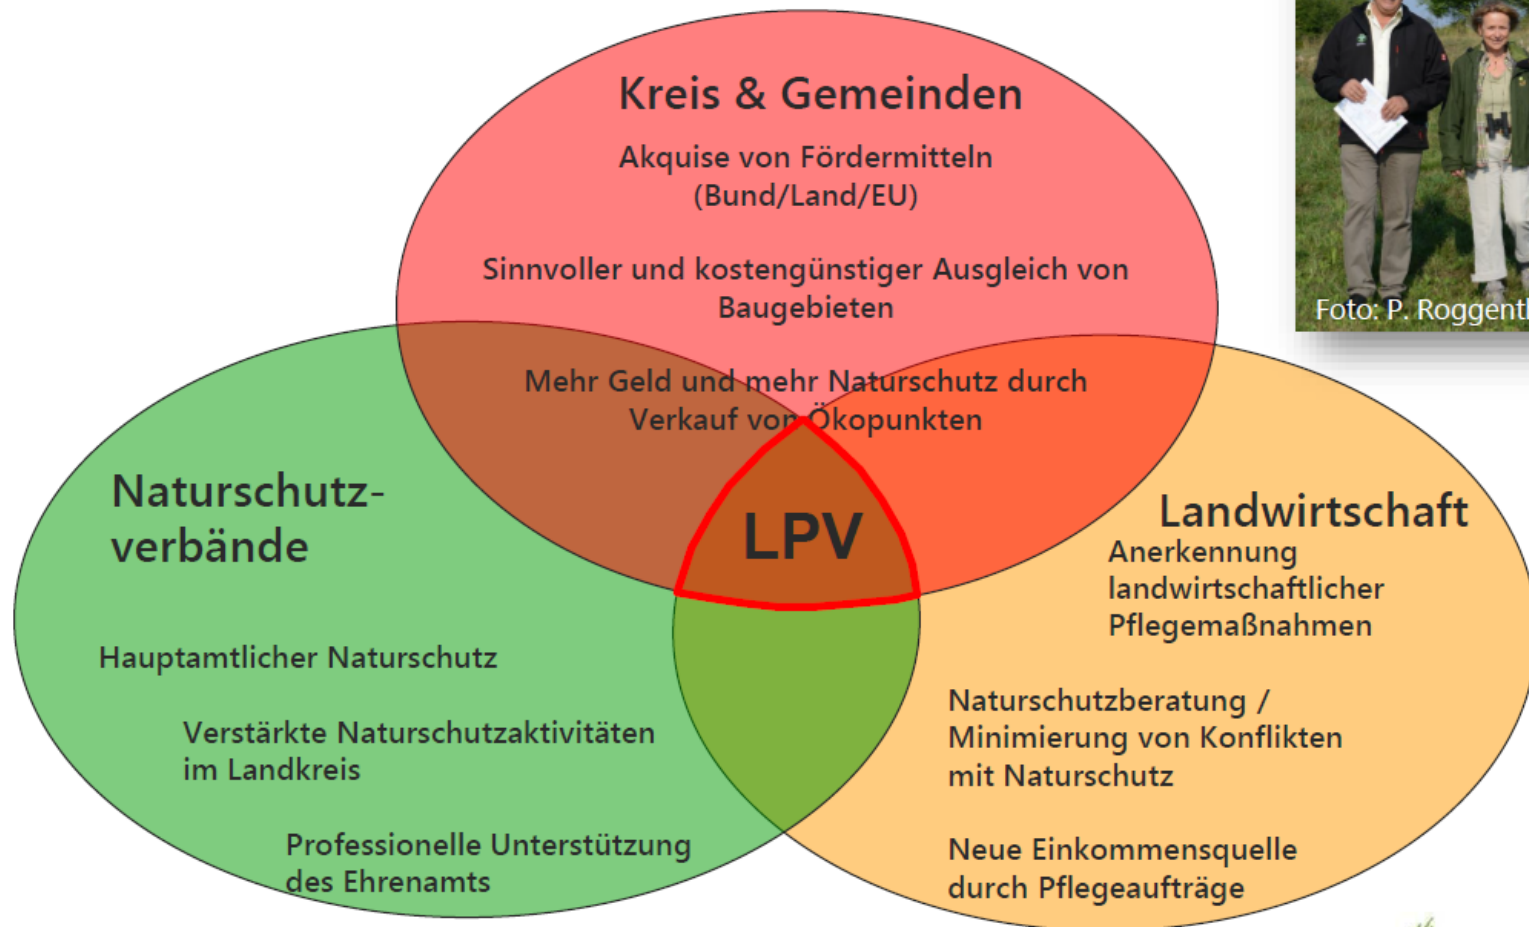 Kreis & Gemeinden
Akquise von Fördermitteln
(Bund/Land/EU)
Sinnvoller und kostengünstiger Ausgleich von
Baugebieten
Mehr Geld und mehr Naturschutz durch
Verkauf von Ökopunkten
Foto: P.
LPV
Naturschutz-
verbände
Hauptamtlicher Naturschutz
Verstärkte Naturschutzaktivitäten
im Landkreis
Professionelle Unterstützung
des Ehrenamts
Landwirtschaft
Anerkennung
landwirtschaftlicher
Pflegemaßnahmen
Naturschutzberatung /
Minimierung von Konflikten
mit Naturschutz
Neue Einkommensquelle
durch Pflegeaufträge